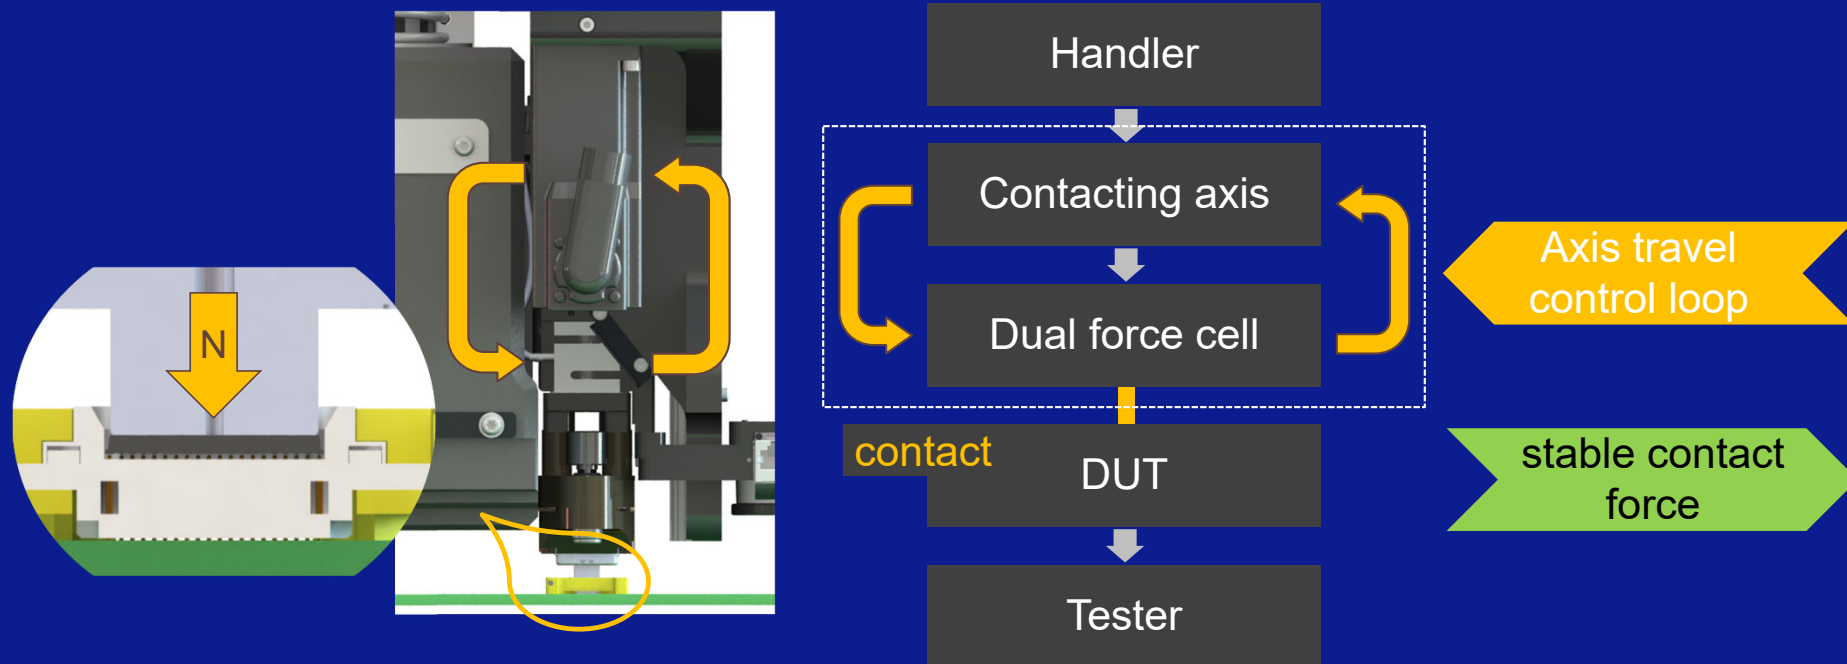 Handler
Contacting axis
Dual force cell
contact
DUT
Tester
Axis travel
control loop
stable contact
force
N